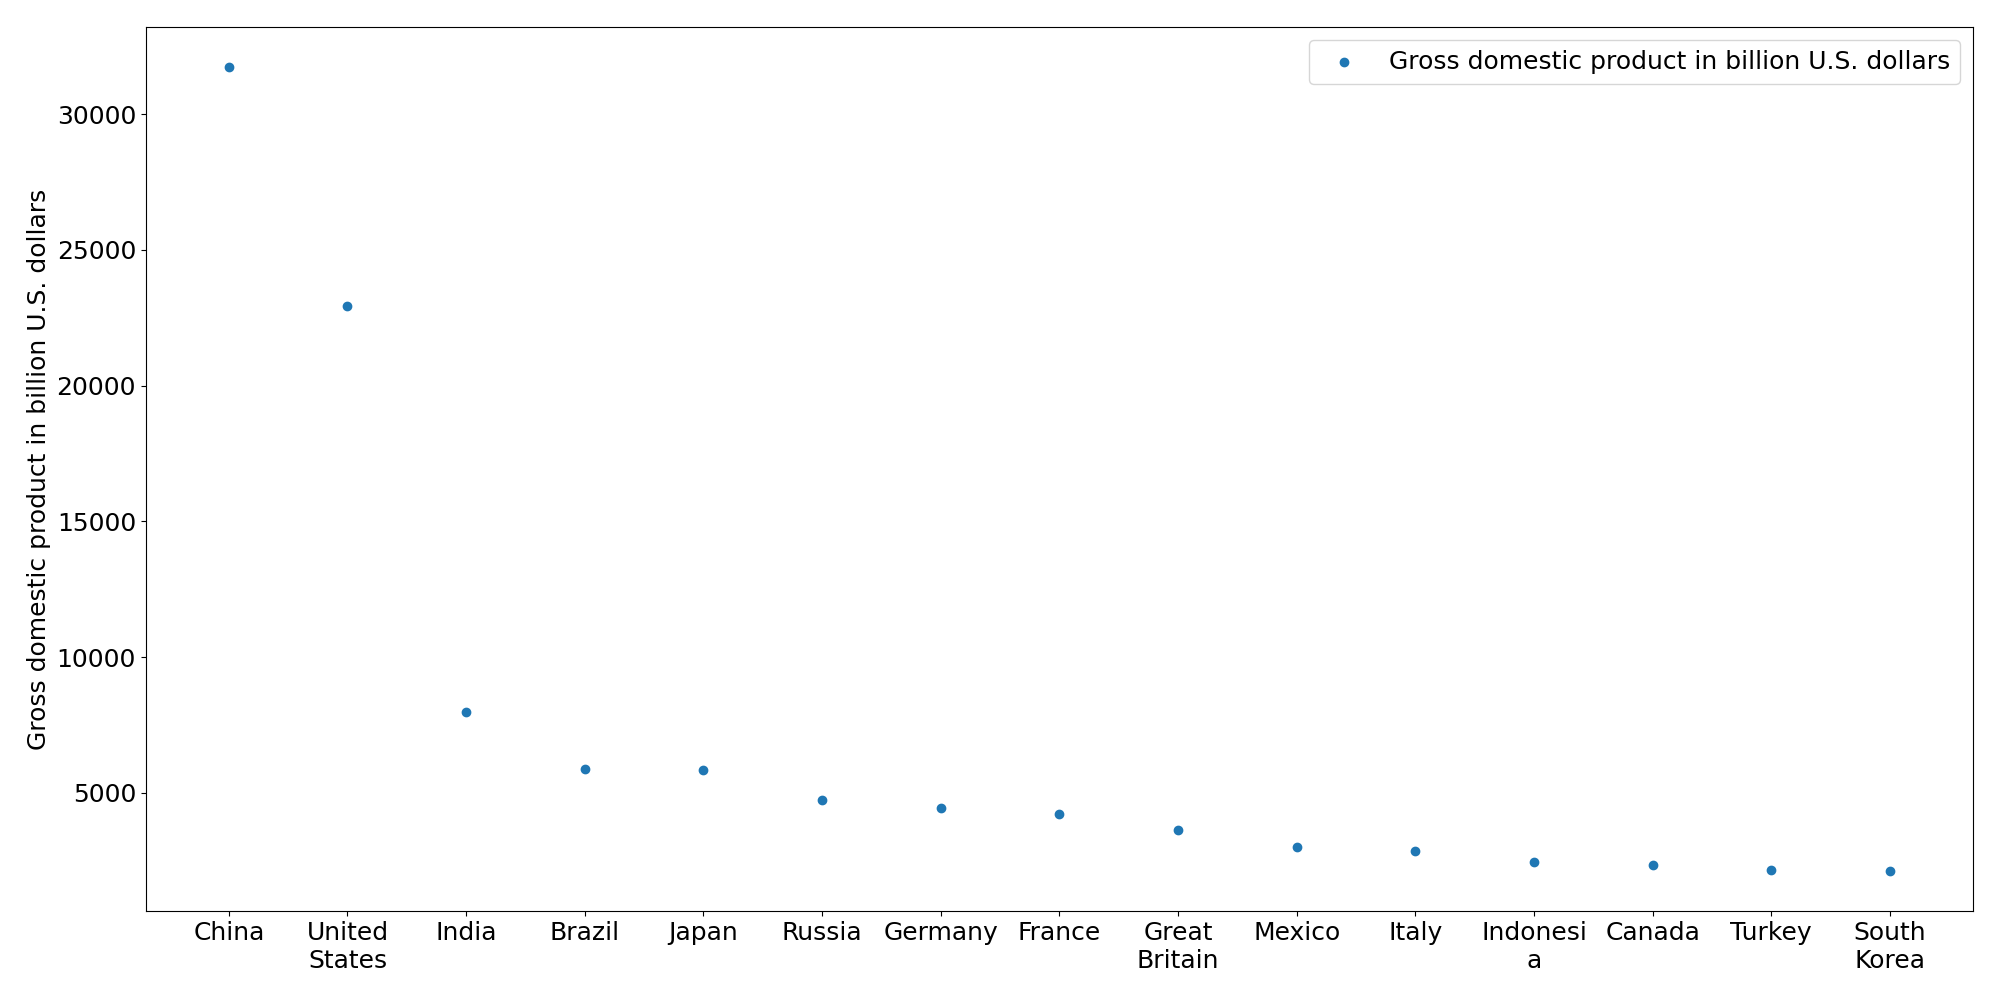 Gross domestic product in billion U.S. dollars
Gross domestic product in billion U.S. dollars
30000
25000
20000
15000
10000
5000
China
United
States
India
Brazil
Japan
Russia
Germany
France
Great
Britain
Mexico
Italy
Indonesi
a
Canada
Turkey
South
Korea